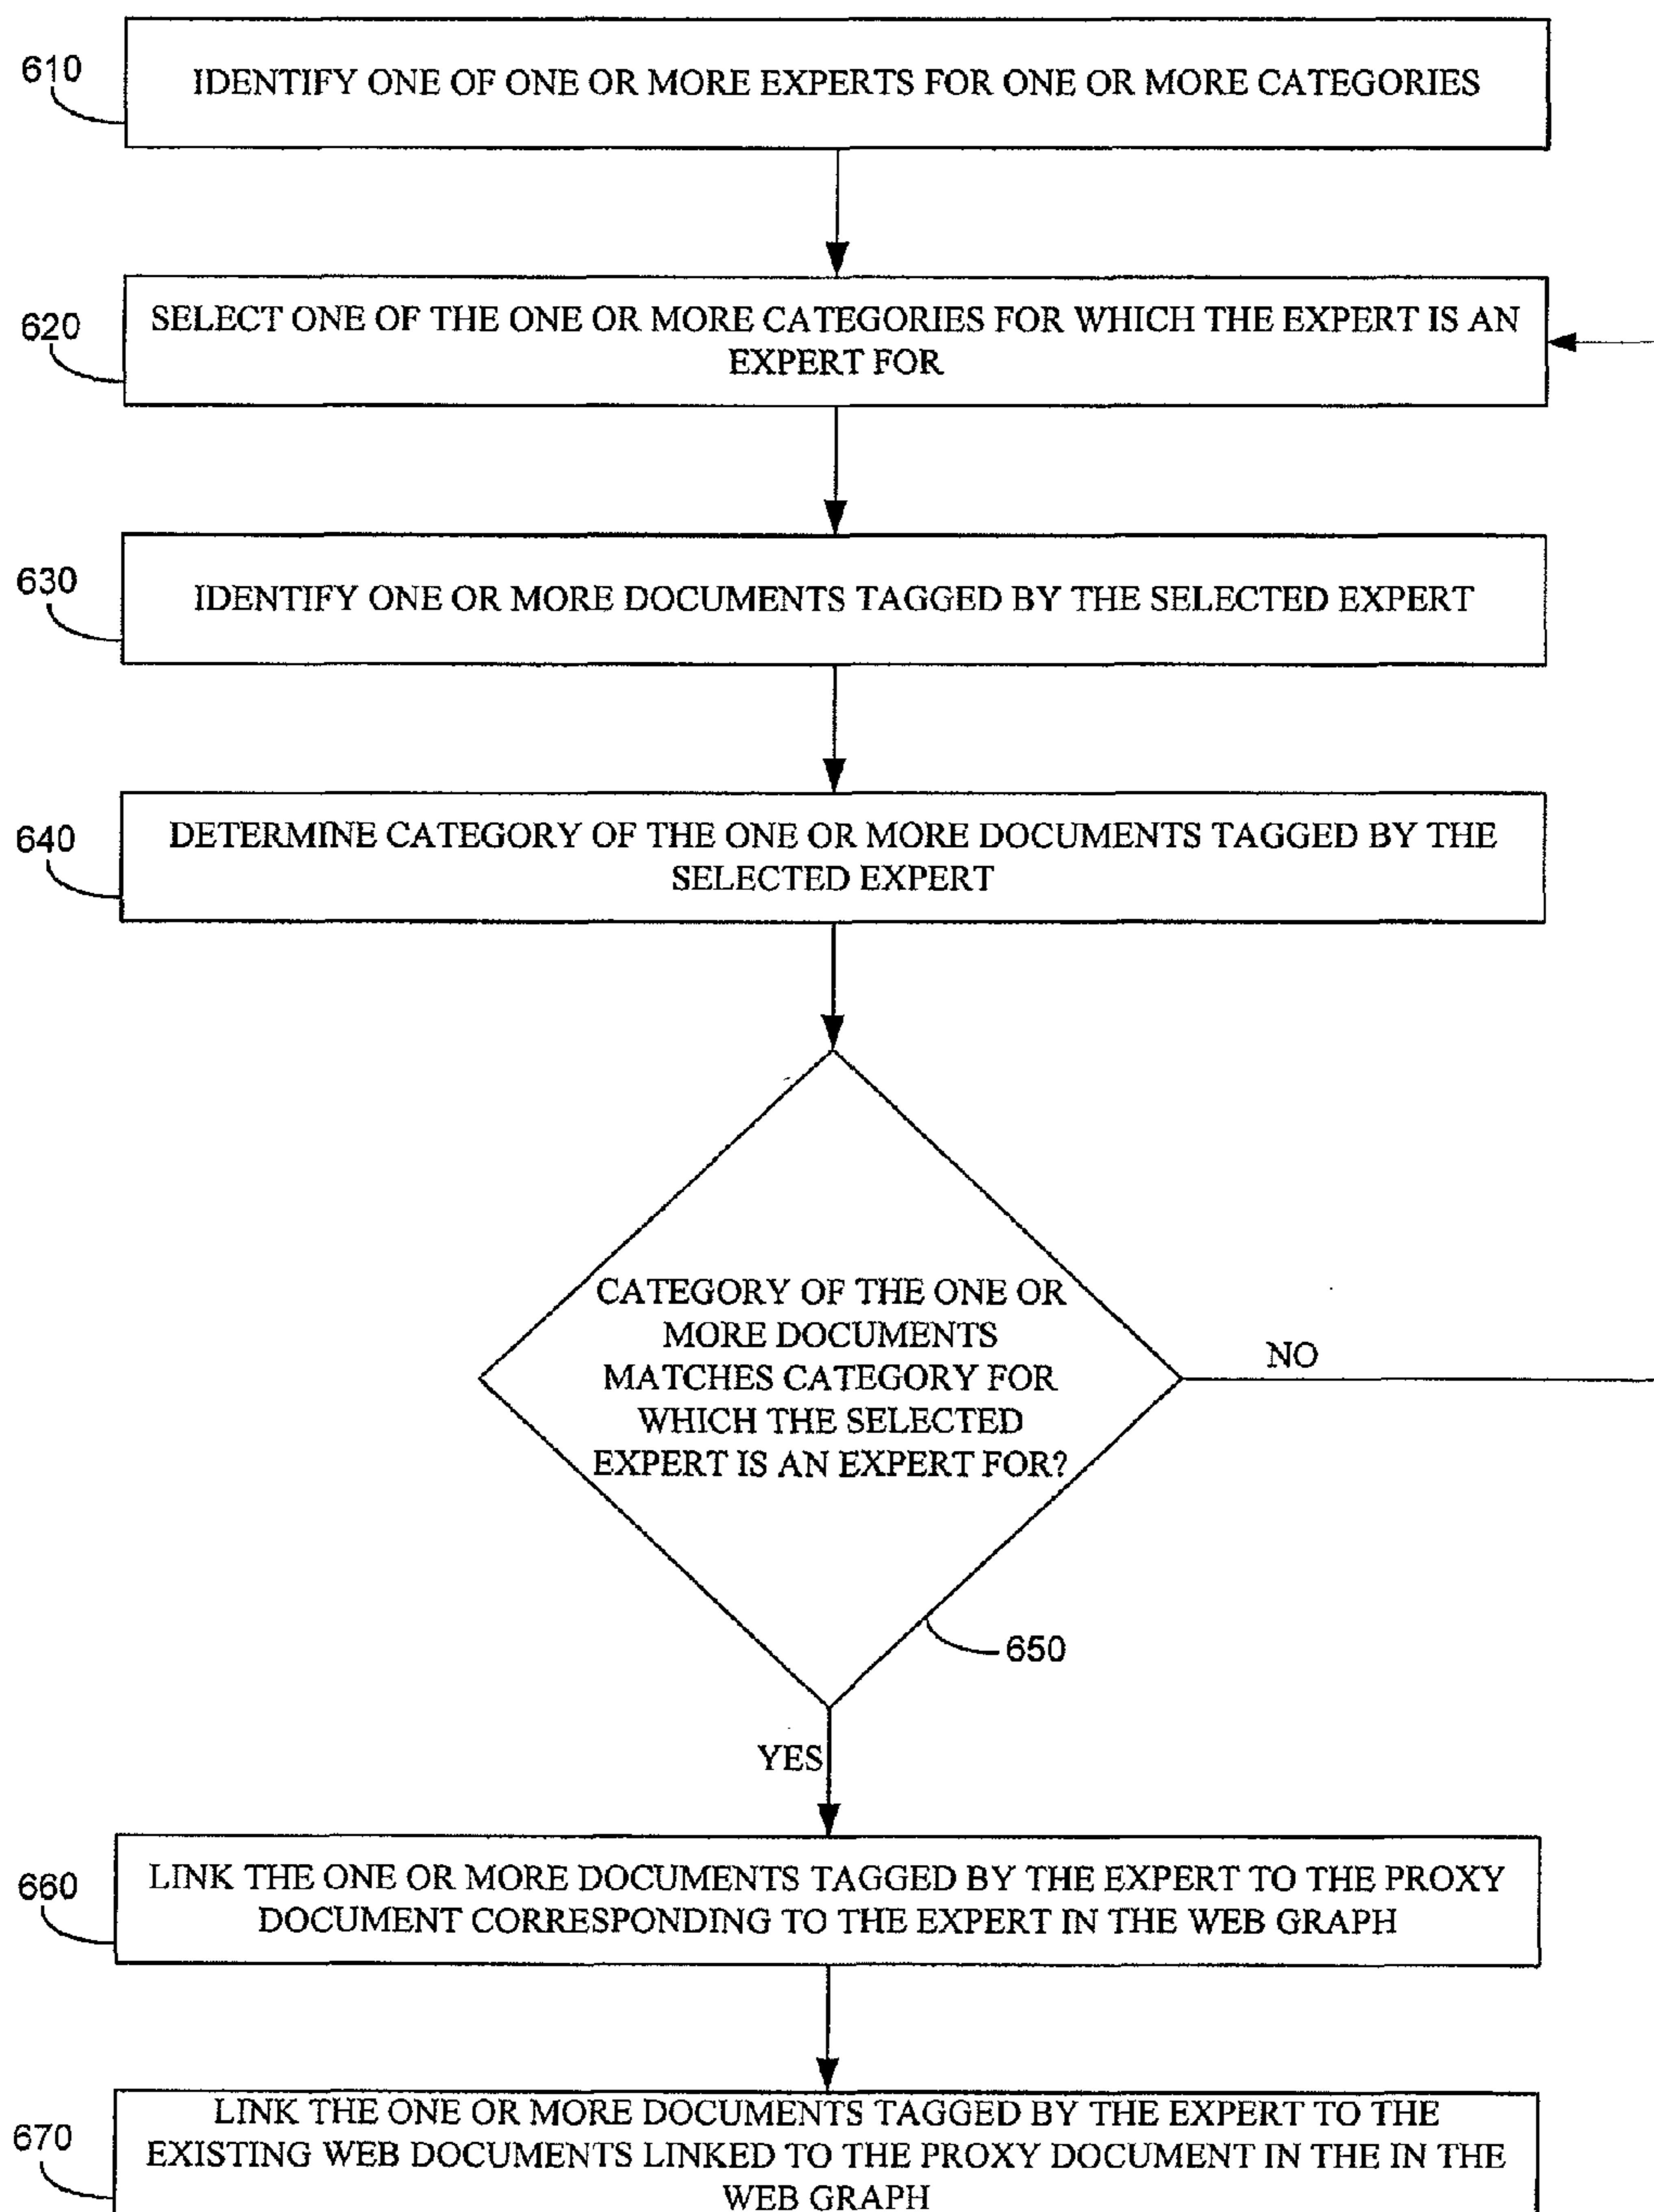 610
IDENTIFY ONE OF ONE OR MORE EXPERTS FOR ONE OR MORE CATEGORIES
620
SELECT ONE OF THE ONE OR MORE CATEGORIES FOR WHICH THE EXPERT IS AN
EXPERT FOR
630
IDENTIFY ONE OR MORE DOCUMENTS TAGGED BY THE SELECTED EXPERT
640
DETERMINE CATEGORY OF THE ONE OR MORE DOCUMENTS TAGGED BY THE
SELECTED EXPERT
CATEGORY OF THE ONE OR
MORE DOCUMENTS
MATCHES CATEGORY FOR
WHICH THE SELECTED
EXPERT IS AN EXPERT FOR?
NO
650
YES
660
LINK THE ONE OR MORE DOCUMENTS TAGGED BY THE EXPERT TO THE PROXY
DOCUMENT CORRESPONDING TO THE EXPERT IN THE WEB GRAPH
670
LINK THE ONE OR MORE DOCUMENTS TAGGED BY THE EXPERT TO THE
EXISTING WEB DOCUMENTS LINKED TO THE PROXY DOCUMENT IN THE IN THE
WEB GRAPH